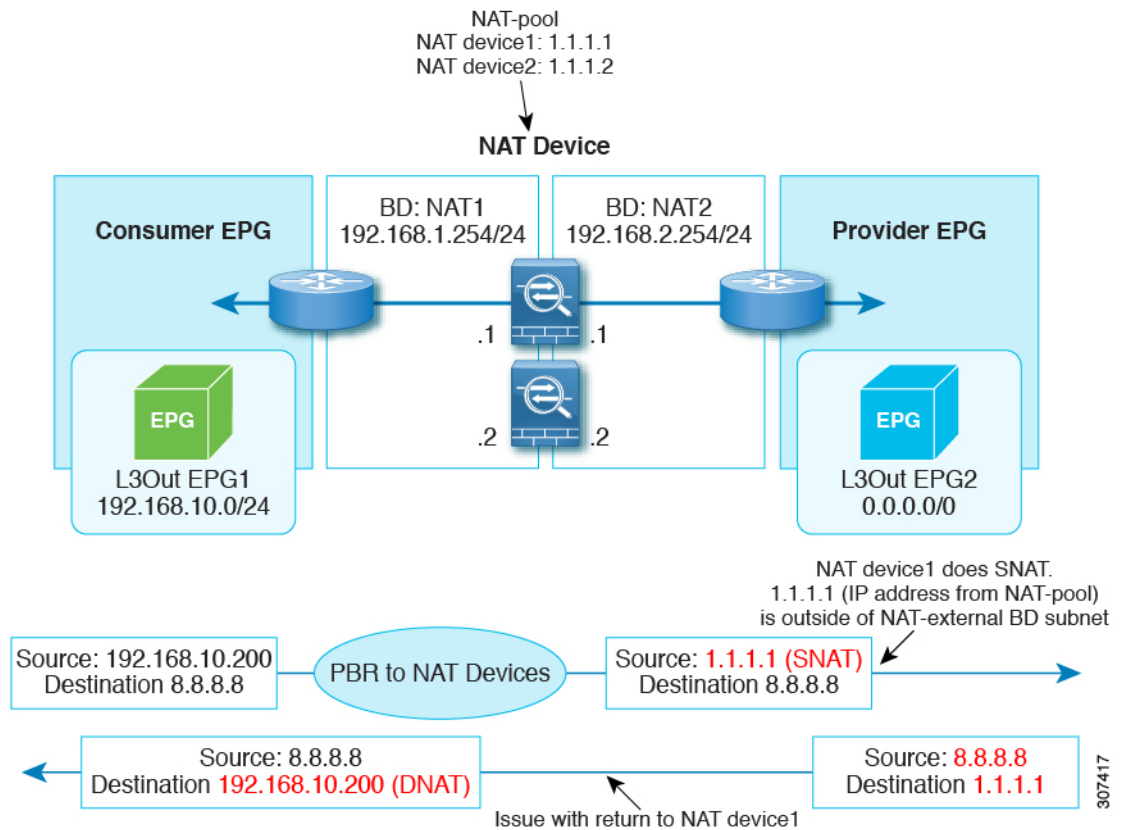 NAT-pool
NAT device1: 1.1.1.1
NAT device2: 1.1.1.2
NAT Device
Consumer EPG
BD: NAT1
192.168.1.254/24
BD: NAT2
192.168.2.254/24
Provider EPG
.1
.1
.2
.2
EPG
L3Out EPG1
192.168.10.0/24
EPG
L3Out EPG2
0.0.0.0/0
NAT device1 does SNAT.
1.1.1.1 (IP address from NAT-pool)
is outside of NAT-external BD subnet
Source: 192.168.10.200
Destination 8.8.8.8
PBR to NAT Devices
Source: 1.1.1.1 (SNAT)
Destination 8.8.8.8
Source: 8.8.8.8
Destination 192.168.10.200 (DNAT)
Source: 8.8.8.8
Destination 1.1.1.1
Issue with return to NAT device1
307417